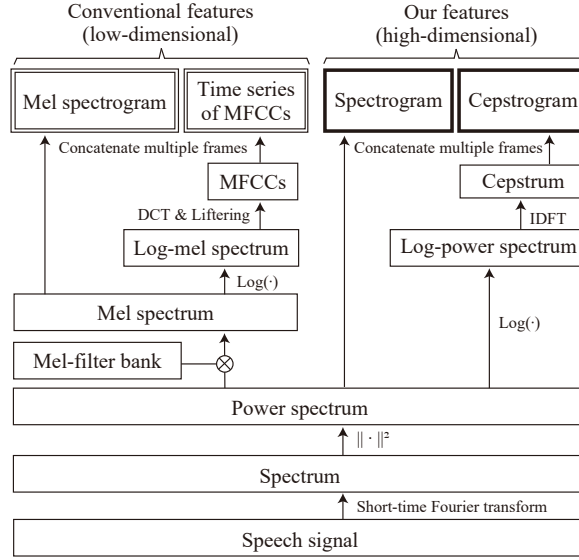 Conventional features
(low-dimensional)
Our features
(high-dimensional)
Mel spectrogram
Time series
of MFCCs
Spectrogram
Cepstrogram
Concatenate multiple frames
Concatenate multiple frames
MFCCs
Cepstrum
DCT & Liftering
IDFT
Log-mel spectrum
Log-power spectrum
Log(·)
Mel spectrum
Log(·)
Mel-filter bank
Power spectrum
|| · ||²
Spectrum
Short-time Fourier transform
Speech signal